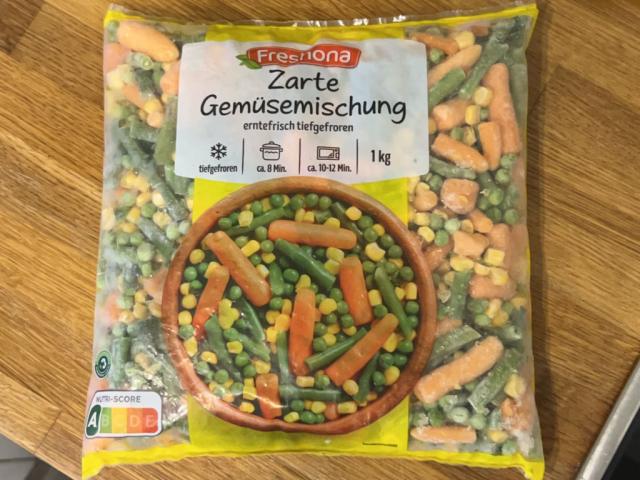 Freshona
Zarte
Gemüsemischung
erntefrisch tiefgefroren
tiefgefroren
ca. 8 Min.
ca. 10-12 Min.
1 kg
NUTRI-SCORE
A B C D E